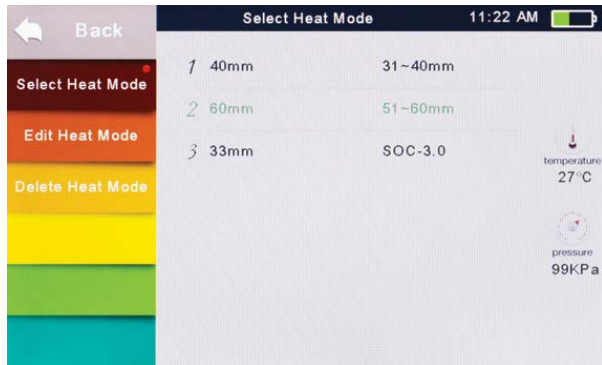 Back
Select Heat Mode 11:22 AM
Select Heat Mode
Edit Heat Mode
Delete Heat Mode
1 40mm 31~40mm
2 60mm 51~60mm
3 33mm SOC-3.0
temperature
27°C
pressure
99KPa